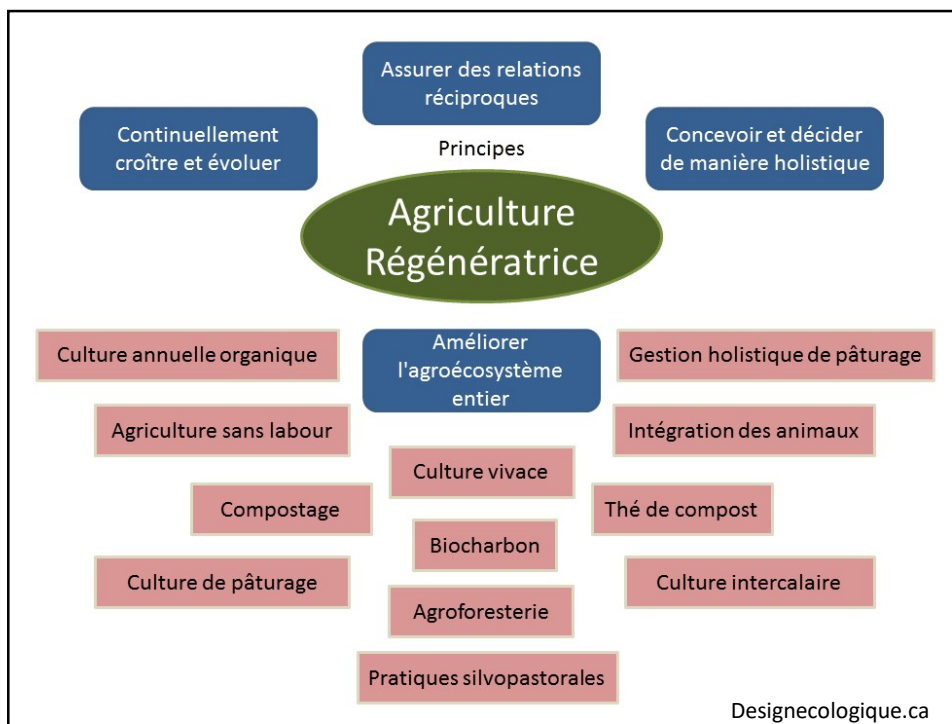 Assurer des relations
réciproques
Continuellement
croître et évoluer
Concevoir et décider
de manière holistique
Principes
Agriculture
Régénératrice
Améliorer
l'agroécosystème
entier
Culture annuelle organique
Gestion holistique de pâturage
Agriculture sans labour
Intégration des animaux
Culture vivace
Compostage
Thé de compost
Biocharbon
Culture de pâturage
Culture intercalaire
Agroforesterie
Pratiques silvopastorales
Designecologique.ca